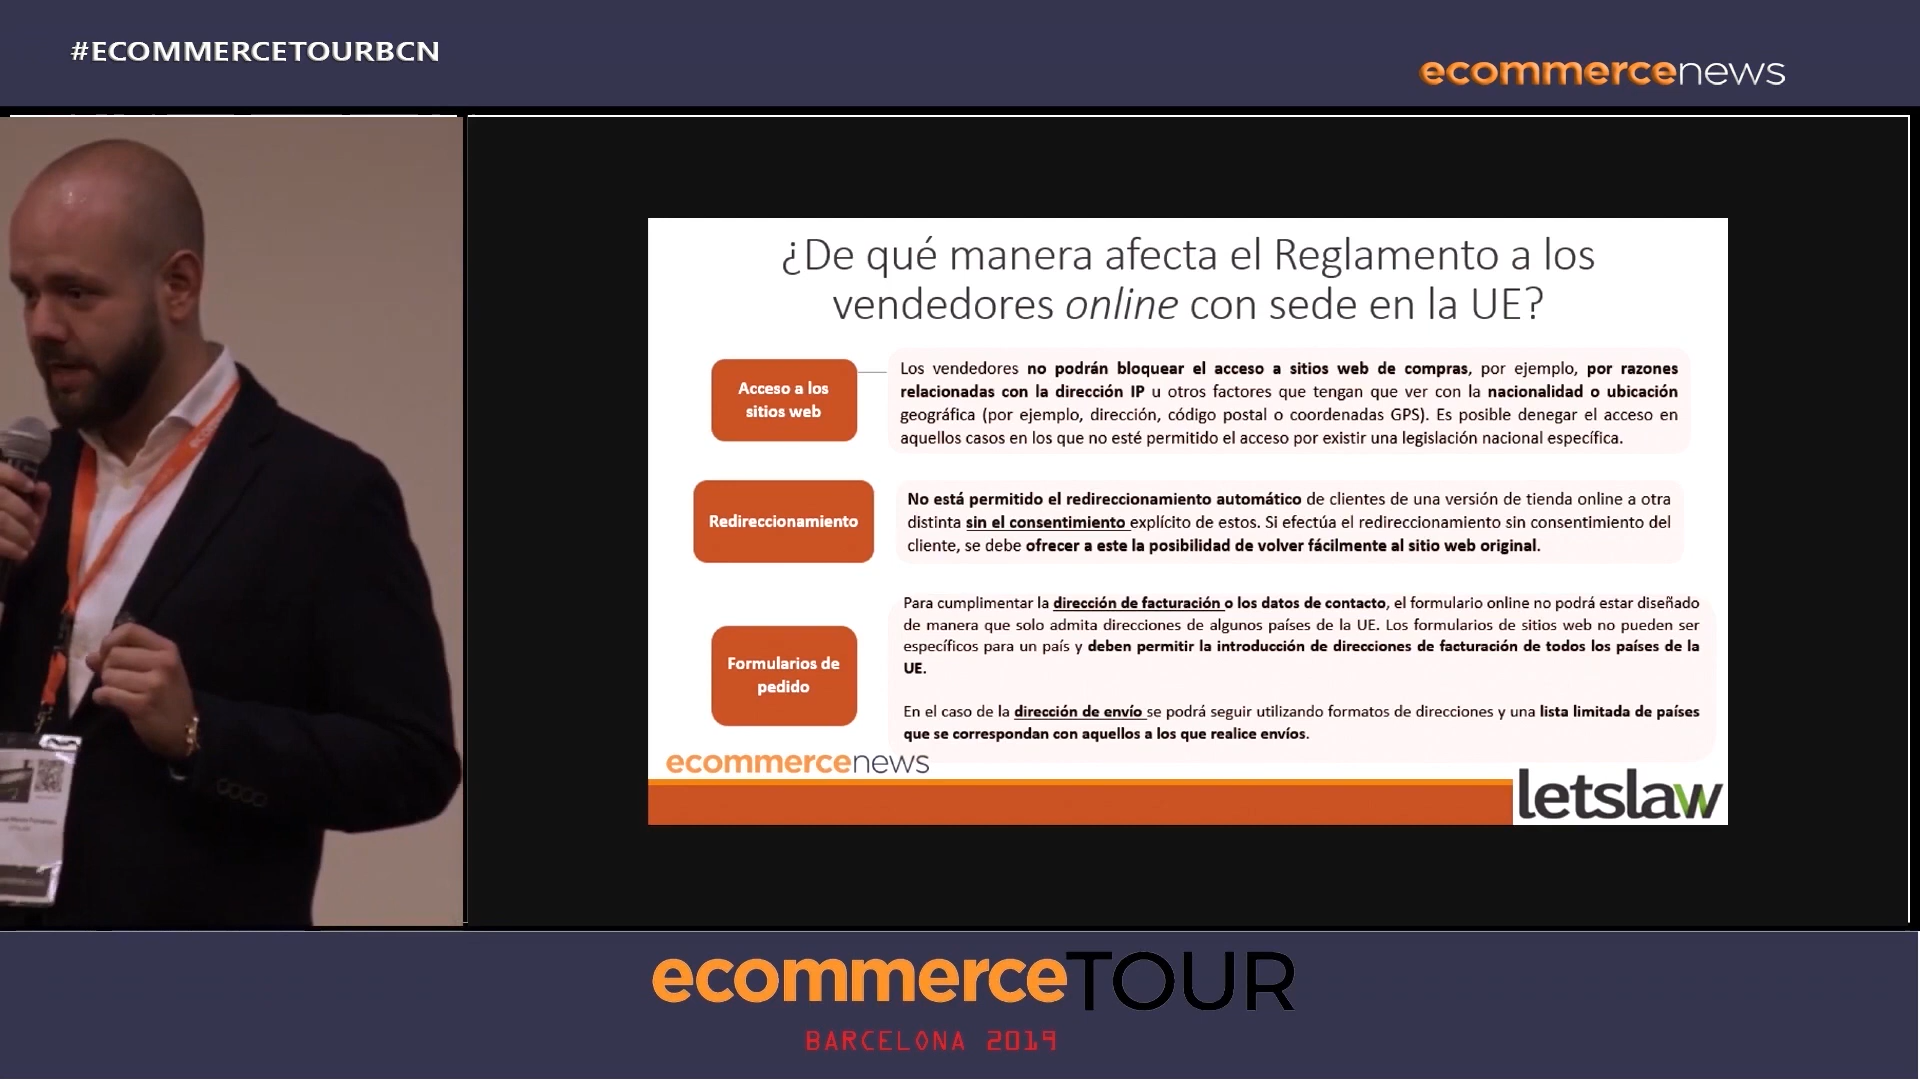 #ECOMMERCETOURBCN
ecommercenews
¿De qué manera afecta el Reglamento a los
vendedores online con sede en la UE?
Acceso a los
sitios web
Los vendedores no podrán bloquear el acceso a sitios web de compras, por ejemplo, por razones
relacionadas con la dirección IP u otros factores que tengan que ver con la nacionalidad o ubicación
geográfica (por ejemplo, dirección, código postal o coordenadas GPS). Es posible denegar el acceso en
aquellos casos en los que no esté permitido el acceso por existir una legislación nacional específica.
Redireccionamiento
No está permitido el redireccionamiento automático de clientes de una versión de tienda online a otra
distinta sin el consentimiento explícito de estos. Si efectúa el redireccionamiento sin consentimiento del
cliente, se debe ofrecer a este la posibilidad de volver fácilmente al sitio web original.
Formularios de
pedido
Para cumplimentar la dirección de facturación o los datos de contacto, el formulario online no podrá estar diseñado
de manera que solo admita direcciones de algunos países de la UE. Los formularios de sitios web no pueden ser
específicos para un país y deben permitir la introducción de direcciones de facturación de todos los países de la
UE.
En el caso de la dirección de envío se podrá seguir utilizando formatos de direcciones y una lista limitada de países
que se correspondan con aquellos a los que realice envíos.
ecommercenews
letslaw
ecommerceTOUR
BARCELONA 2019